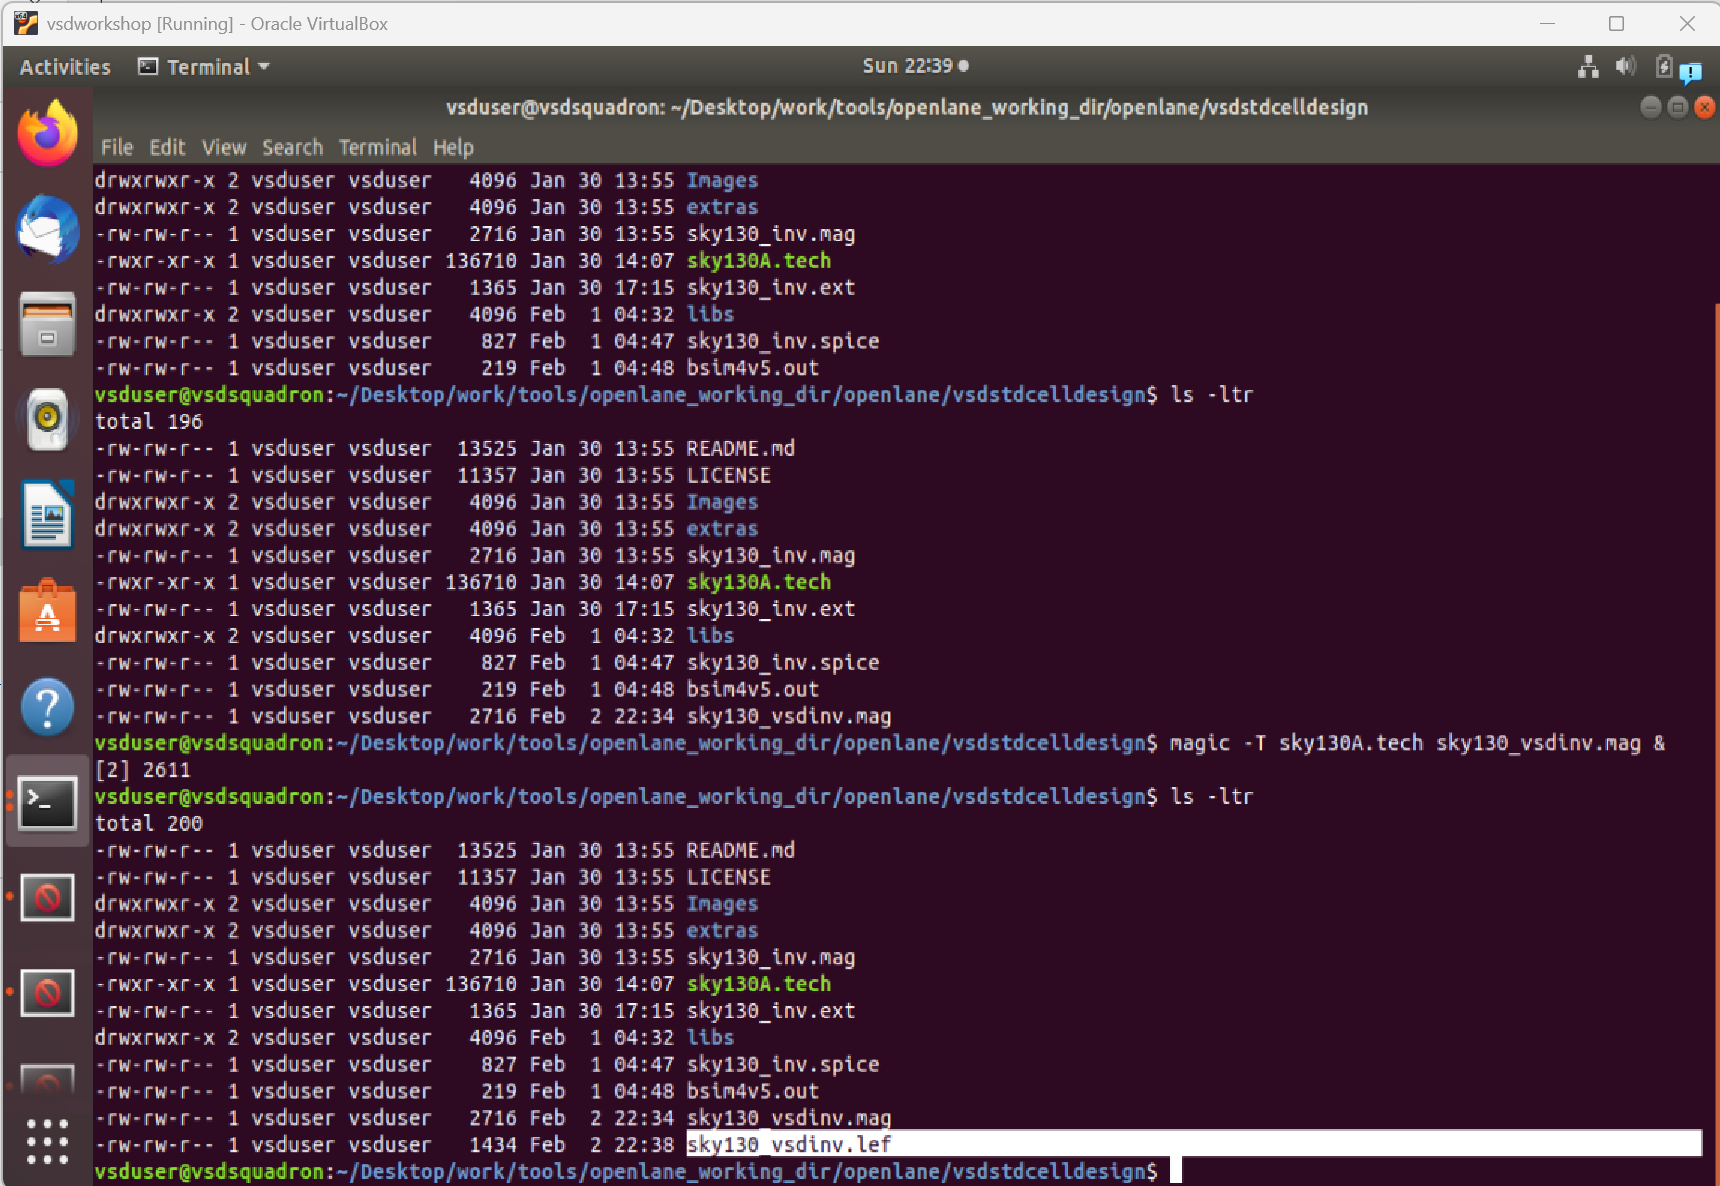 vsdworkshop [Running] - Oracle VirtualBox
Activities Terminal Sun 22:39
vsduser@vsdsquadron: ~/Desktop/work/tools/openlane_working_dir/openlane/vsdstdcelldesign
File Edit View Search Terminal Help
drwxrwxr-x 2 vsduser vsduser   4096 Jan 30 13:55 Images
drwxrwxr-x 2 vsduser vsduser   4096 Jan 30 13:55 extras
-rw-rw-r-- 1 vsduser vsduser   2716 Jan 30 13:55 sky130_inv.mag
-rwxr-xr-x 1 vsduser vsduser 136710 Jan 30 14:07 sky130A.tech
-rw-rw-r-- 1 vsduser vsduser   1365 Jan 30 17:15 sky130_inv.ext
drwxrwxr-x 2 vsduser vsduser   4096 Feb  1 04:32 libs
-rw-rw-r-- 1 vsduser vsduser    827 Feb  1 04:47 sky130_inv.spice
-rw-rw-r-- 1 vsduser vsduser    219 Feb  1 04:48 bsim4v5.out
vsduser@vsdsquadron:~/Desktop/work/tools/openlane_working_dir/openlane/vsdstdcelldesign$ ls -ltr
total 196
-rw-rw-r-- 1 vsduser vsduser  13525 Jan 30 13:55 README.md
-rw-rw-r-- 1 vsduser vsduser  11357 Jan 30 13:55 LICENSE
drwxrwxr-x 2 vsduser vsduser   4096 Jan 30 13:55 Images
drwxrwxr-x 2 vsduser vsduser   4096 Jan 30 13:55 extras
-rw-rw-r-- 1 vsduser vsduser   2716 Jan 30 13:55 sky130_inv.mag
-rwxr-xr-x 1 vsduser vsduser 136710 Jan 30 14:07 sky130A.tech
-rw-rw-r-- 1 vsduser vsduser   1365 Jan 30 17:15 sky130_inv.ext
drwxrwxr-x 2 vsduser vsduser   4096 Feb  1 04:32 libs
-rw-rw-r-- 1 vsduser vsduser    827 Feb  1 04:47 sky130_inv.spice
-rw-rw-r-- 1 vsduser vsduser    219 Feb  1 04:48 bsim4v5.out
-rw-rw-r-- 1 vsduser vsduser   2716 Feb  2 22:34 sky130_vsdinv.mag
vsduser@vsdsquadron:~/Desktop/work/tools/openlane_working_dir/openlane/vsdstdcelldesign$ magic -T sky130A.tech sky130_vsdinv.mag &
[2] 2611
vsduser@vsdsquadron:~/Desktop/work/tools/openlane_working_dir/openlane/vsdstdcelldesign$ ls -ltr
total 200
-rw-rw-r-- 1 vsduser vsduser  13525 Jan 30 13:55 README.md
-rw-rw-r-- 1 vsduser vsduser  11357 Jan 30 13:55 LICENSE
drwxrwxr-x 2 vsduser vsduser   4096 Jan 30 13:55 Images
drwxrwxr-x 2 vsduser vsduser   4096 Jan 30 13:55 extras
-rw-rw-r-- 1 vsduser vsduser   2716 Jan 30 13:55 sky130_inv.mag
-rwxr-xr-x 1 vsduser vsduser 136710 Jan 30 14:07 sky130A.tech
-rw-rw-r-- 1 vsduser vsduser   1365 Jan 30 17:15 sky130_inv.ext
drwxrwxr-x 2 vsduser vsduser   4096 Feb  1 04:32 libs
-rw-rw-r-- 1 vsduser vsduser    827 Feb  1 04:47 sky130_inv.spice
-rw-rw-r-- 1 vsduser vsduser    219 Feb  1 04:48 bsim4v5.out
-rw-rw-r-- 1 vsduser vsduser   2716 Feb  2 22:34 sky130_vsdinv.mag
-rw-rw-r-- 1 vsduser vsduser   1434 Feb  2 22:38 sky130_vsdinv.lef
vsduser@vsdsquadron:~/Desktop/work/tools/openlane_working_dir/openlane/vsdstdcelldesign$